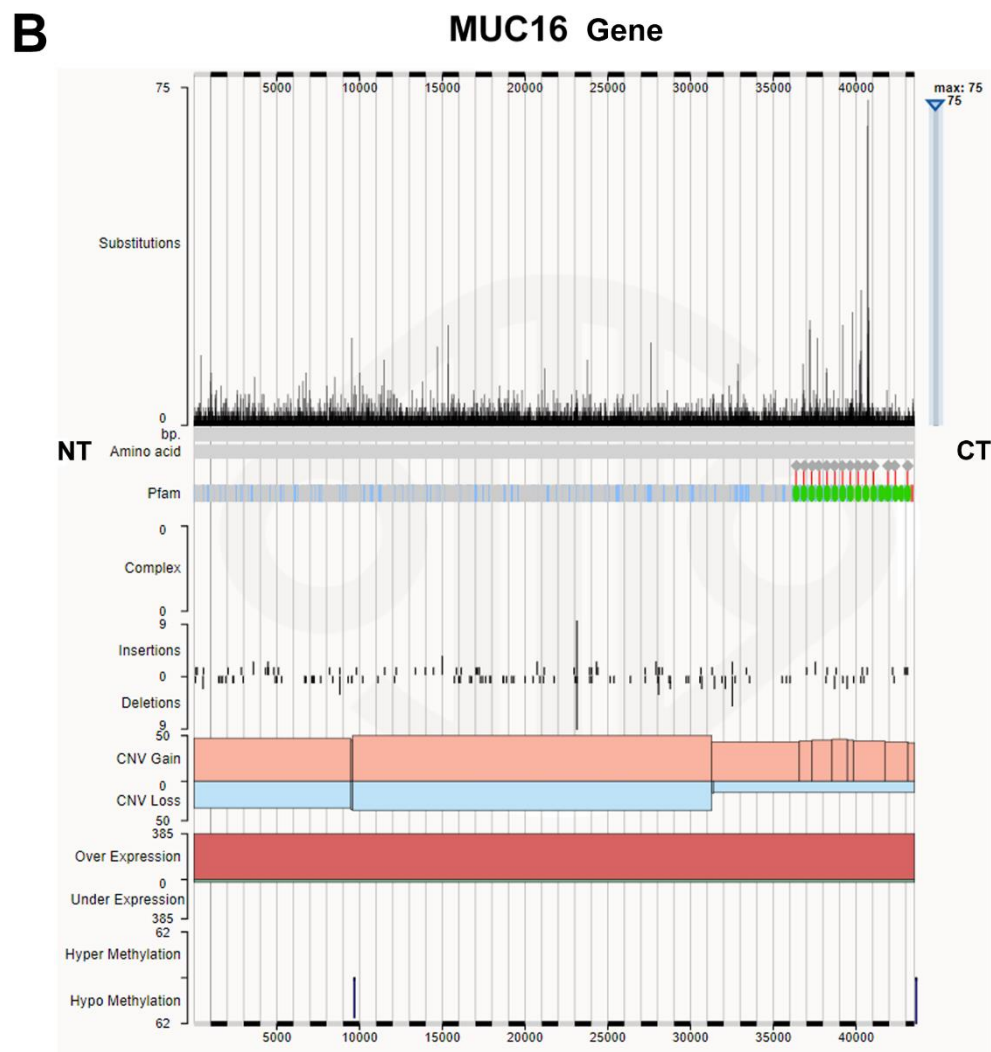 B
MUC16 Gene
75
5000 10000 15000 20000 25000 30000 35000 40000
max: 75
75
Substitutions
0
bp.
NT
Amino acid
CT
Pfam
0
Complex
0
9
Insertions
0
Deletions
9
50
CNV Gain
0
CNV Loss
50
385
Over Expression
0
Under Expression
385
62
Hyper Methylation
Hypo Methylation
62
5000 10000 15000 20000 25000 30000 35000 40000